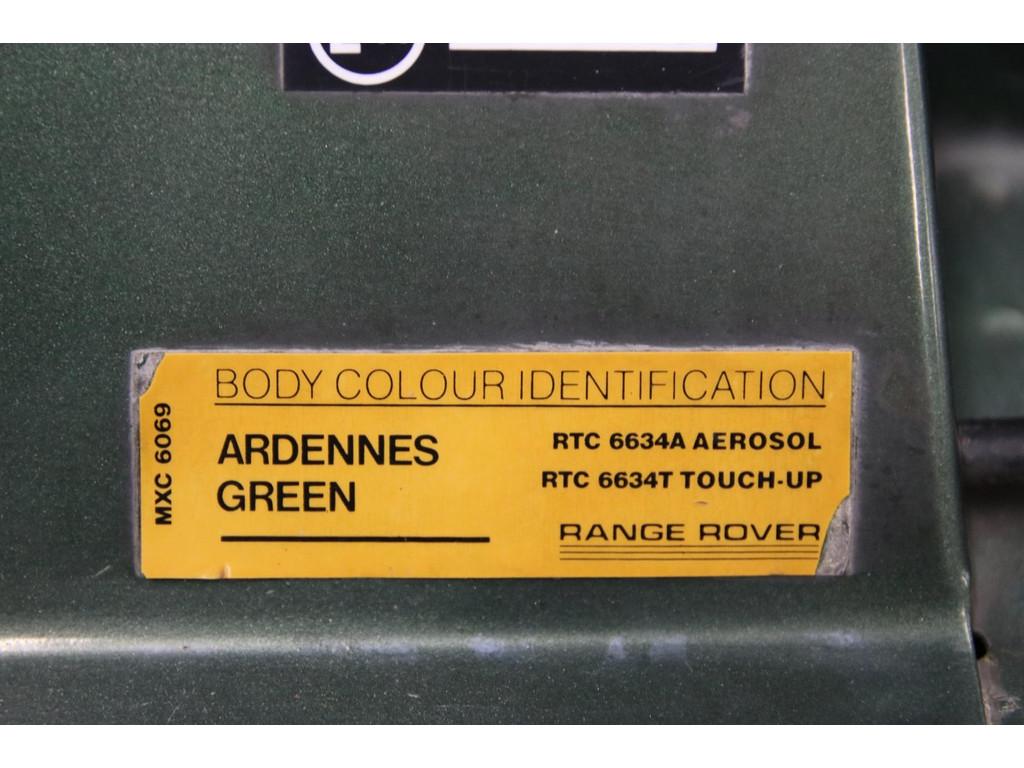 BODY COLOUR IDENTIFICATION
MXC 6069
ARDENNES
GREEN
RTC 6634A AEROSOL
RTC 6634T TOUCH-UP
RANGE ROVER